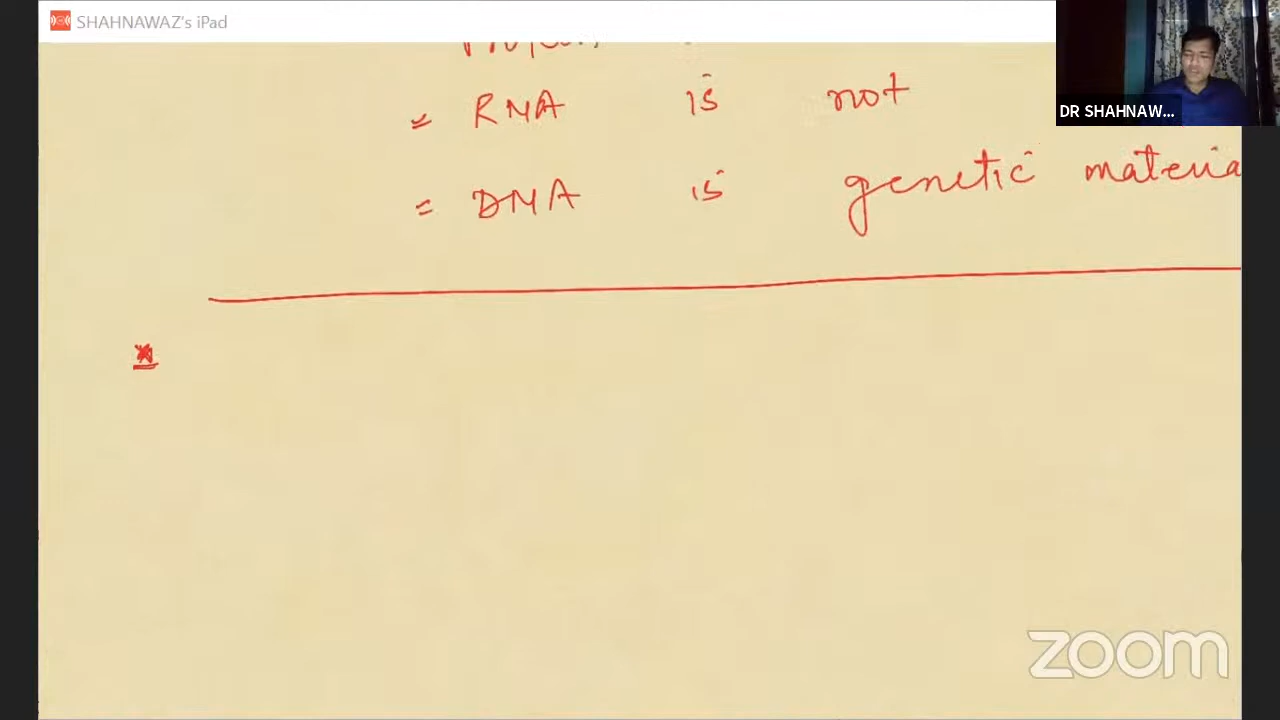 SHAHNAWAZ's iPad
= RNA is not
= DNA is genetic materia
DR SHAHNAW...
*
zoom